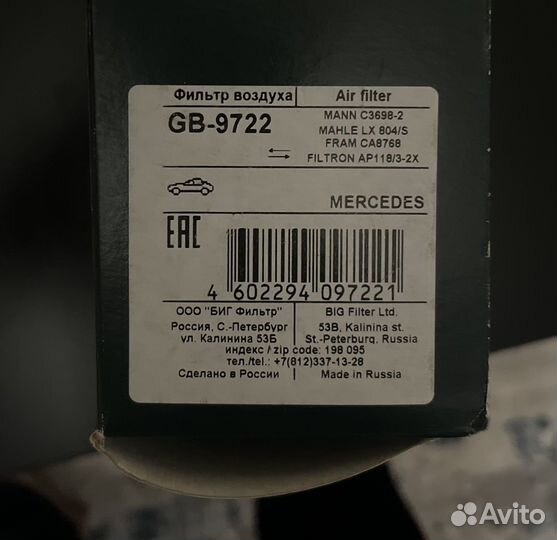 Фильтр воздуха
Air filter
GB-9722
MANN C3698-2
MAHLE LX 804/S
FRAM CA8768
FILTRON AP118/3-2X
MERCEDES
EAC
4 602294 097221
ООО "БИГ Фильтр"
Россия, С.-Петербург
ул. Калинина 53Б
BIG Filter Ltd.
53B, Kalinina st.
St.-Peterburg, Russia
индекс / zip code: 198 095
тел./tel.: +7(812)337-13-28
Сделано в России
Made in Russia
Avito